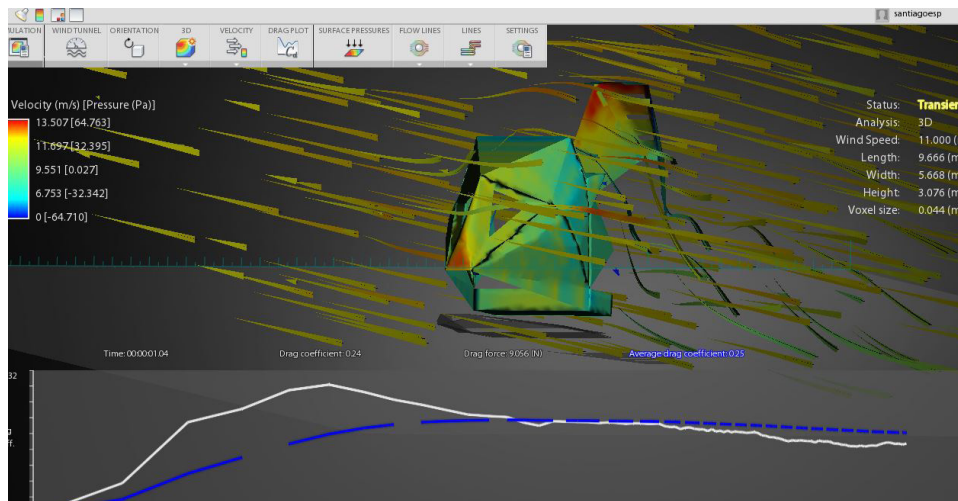 santiagoesp
ULATION WIND TUNNEL ORIENTATION 3D VELOCITY DRAG PLOT SURFACE PRESSURES FLOW LINES LINES SETTINGS
Velocity (m/s) [Pressure (Pa)]
13.507 [64.763]
11.697 [32.395]
9.551 [0.027]
6.753 [-32.342]
0 [-64.710]
Status: Transien
Analysis: 3D
Wind Speed: 11.000 (
Length: 9.666 (m
Width: 5.668 (m
Height: 3.076 (m
Voxel size: 0.044 (m
Time: 00:00:01.04 Drag coefficient: 0.24 Drag force: 9.056 (N) Average drag coefficient: 0.25
32
g
ff.